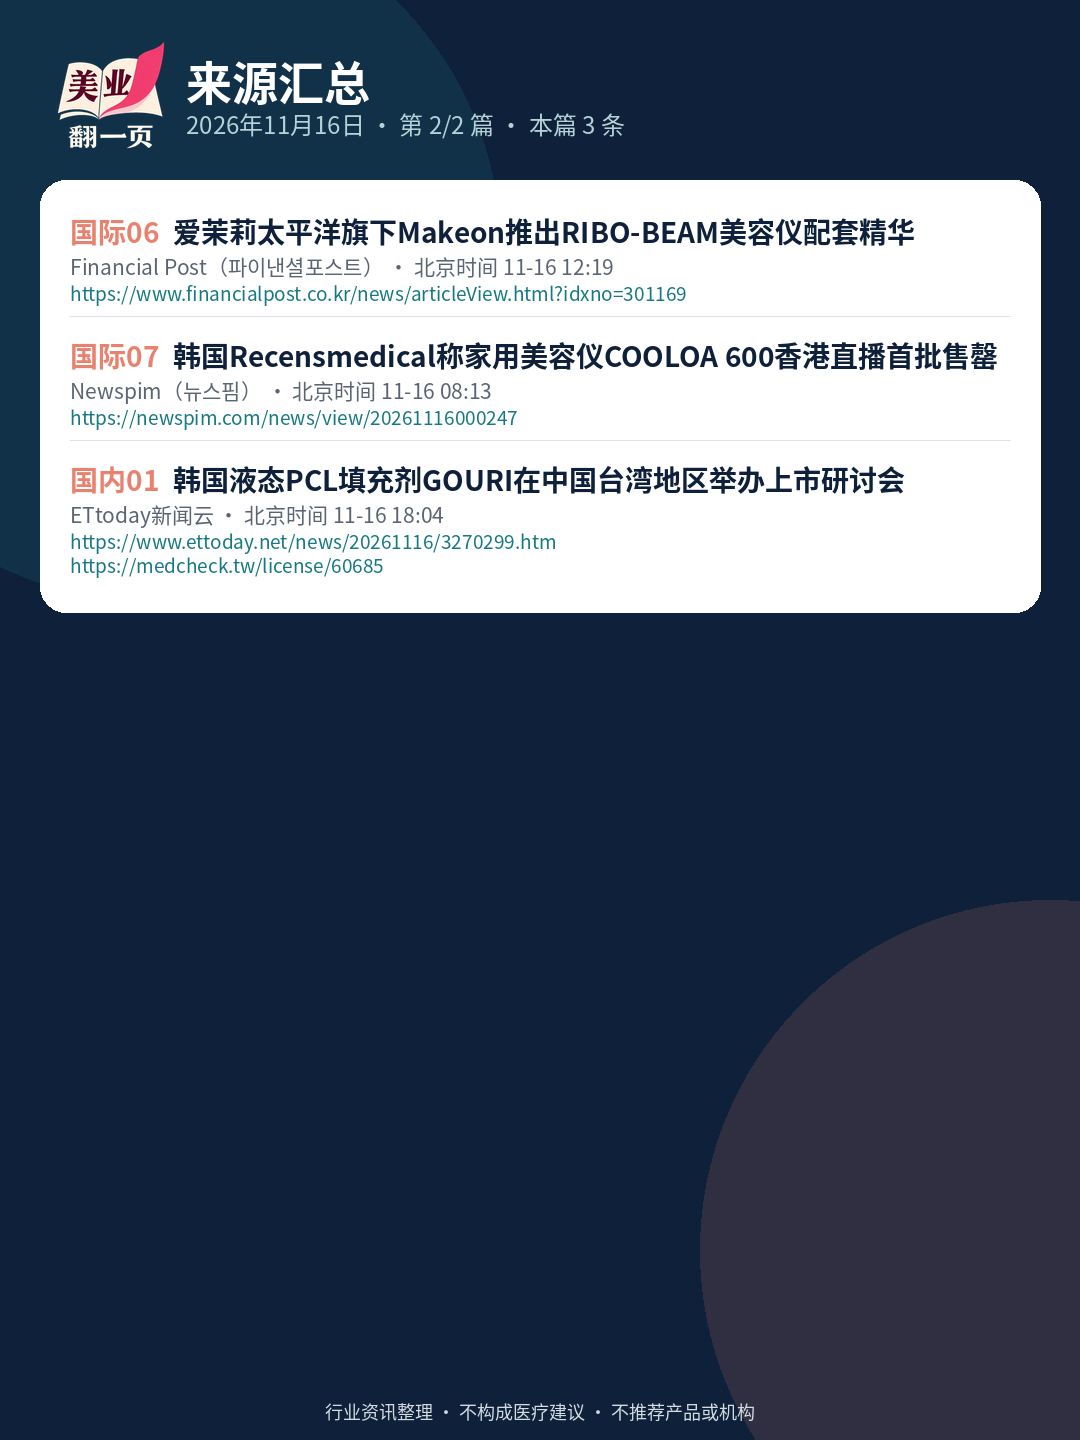 美业
翻一页
来源汇总
2026年11月16日 · 第 2/2 篇 · 本篇 3 条
国际06 爱茉莉太平洋旗下Makeon推出RIBO-BEAM美容仪配套精华
Financial Post（파이낸셜포스트） · 北京时间 11-16 12:19
https://www.financialpost.co.kr/news/articleView.html?idxno=301169
国际07 韩国Recensmedical称家用美容仪COOLOA 600香港直播首批售罄
Newspim（뉴스핌） · 北京时间 11-16 08:13
https://newspim.com/news/view/20261116000247
国内01 韩国液态PCL填充剂GOURI在中国台湾地区举办上市研讨会
ETtoday新闻云 · 北京时间 11-16 18:04
https://www.ettoday.net/news/20261116/3270299.htm
https://medcheck.tw/license/60685
行业资讯整理 · 不构成医疗建议 · 不推荐产品或机构